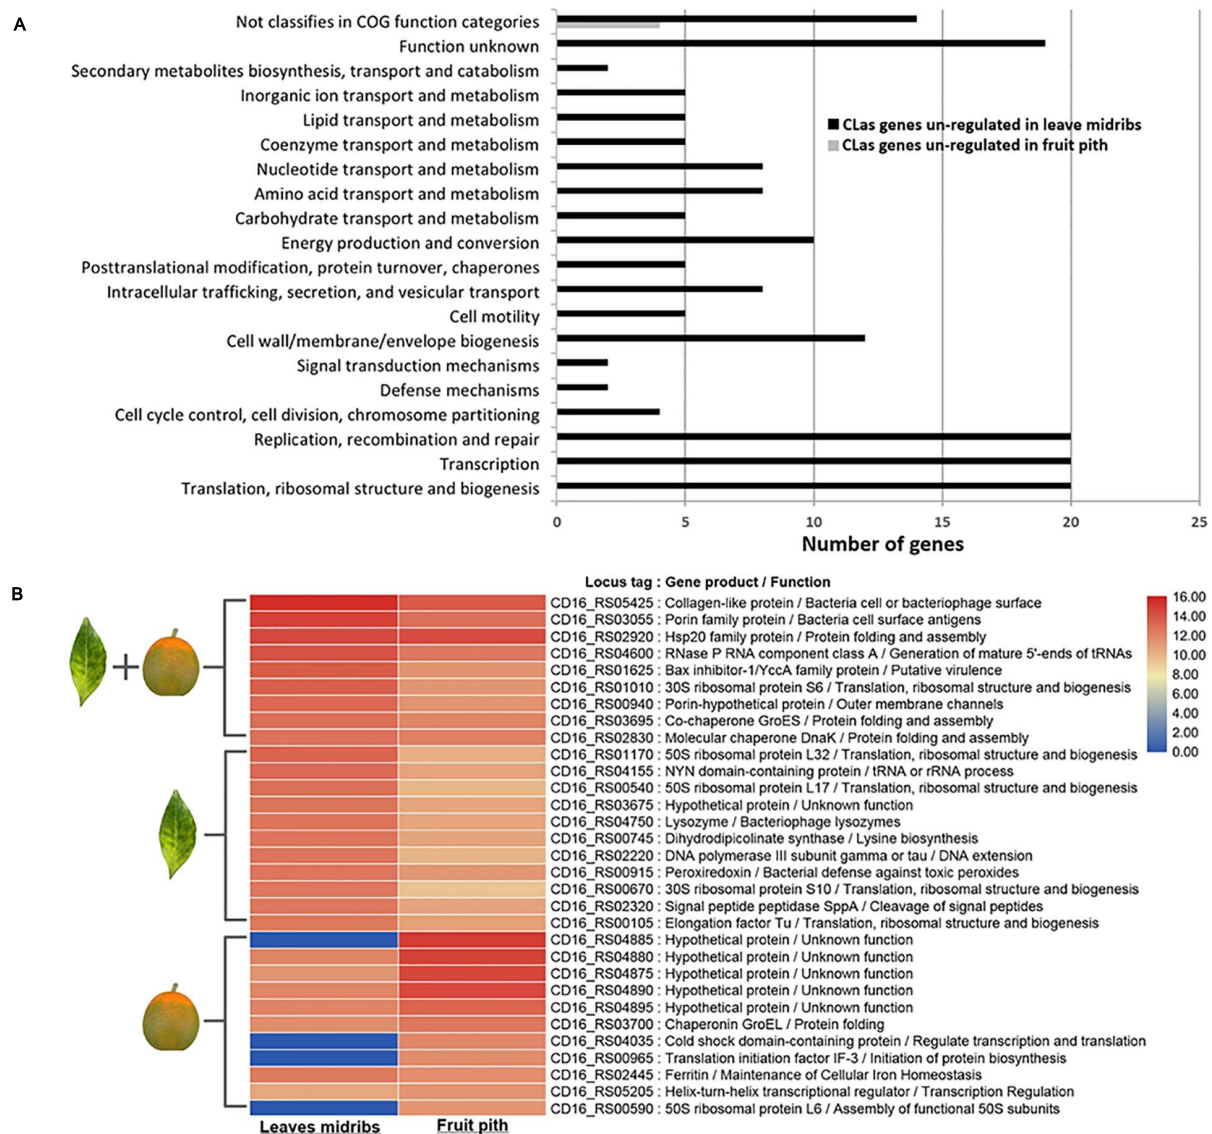 A
Not classifies in COG function categories
Function unknown
Secondary metabolites biosynthesis, transport and catabolism
Inorganic ion transport and metabolism
Lipid transport and metabolism
Coenzyme transport and metabolism
Nucleotide transport and metabolism
Amino acid transport and metabolism
Carbohydrate transport and metabolism
Energy production and conversion
Posttranslational modification, protein turnover, chaperones
Intracellular trafficking, secretion, and vesicular transport
Cell motility
Cell wall/membrane/envelope biogenesis
Signal transduction mechanisms
Defense mechanisms
Cell cycle control, cell division, chromosome partitioning
Replication, recombination and repair
Transcription
Translation, ribosomal structure and biogenesis
CLas genes un-regulated in leave midribs
CLas genes un-regulated in fruit pith
0 5 10 15 20 25
Number of genes
B
Locus tag : Gene product / Function
CD16_RS05425 : Collagen-like protein / Bacteria cell or bacteriophage surface
CD16_RS03055 : Porin family protein / Bacteria cell surface antigens
CD16_RS02920 : Hsp20 family protein / Protein folding and assembly
CD16_RS04600 : RNase P RNA component class A / Generation of mature 5'-ends of tRNAs
CD16_RS01625 : Bax inhibitor-1/YccA family protein / Putative virulence
CD16_RS01010 : 30S ribosomal protein S6 / Translation, ribosomal structure and biogenesis
CD16_RS00940 : Porin-hypothetical protein / Outer membrane channels
CD16_RS03695 : Co-chaperone GroES / Protein folding and assembly
CD16_RS02830 : Molecular chaperone DnaK / Protein folding and assembly
CD16_RS01170 : 50S ribosomal protein L32 / Translation, ribosomal structure and biogenesis
CD16_RS04155 : NYN domain-containing protein / tRNA or rRNA process
CD16_RS00540 : 50S ribosomal protein L17 / Translation, ribosomal structure and biogenesis
CD16_RS03675 : Hypothetical protein / Unknown function
CD16_RS04750 : Lysozyme / Bacteriophage lysozymes
CD16_RS00745 : Dihydrodipicolinate synthase / Lysine biosynthesis
CD16_RS02220 : DNA polymerase III subunit gamma or tau / DNA extension
CD16_RS00915 : Peroxiredoxin / Bacterial defense against toxic peroxides
CD16_RS00670 : 30S ribosomal protein S10 / Translation, ribosomal structure and biogenesis
CD16_RS02320 : Signal peptide peptidase SppA / Cleavage of signal peptides
CD16_RS00105 : Elongation factor Tu / Translation, ribosomal structure and biogenesis
CD16_RS04885 : Hypothetical protein / Unknown function
CD16_RS04880 : Hypothetical protein / Unknown function
CD16_RS04875 : Hypothetical protein / Unknown function
CD16_RS04890 : Hypothetical protein / Unknown function
CD16_RS04895 : Hypothetical protein / Unknown function
CD16_RS03700 : Chaperonin GroEL / Protein folding
CD16_RS04035 : Cold shock domain-containing protein / Regulate transcription and translation
CD16_RS00965 : Translation initiation factor IF-3 / Initiation of protein biosynthesis
CD16_RS02445 : Ferritin / Maintenance of Cellular Iron Homeostasis
CD16_RS05205 : Helix-turn-helix transcriptional regulator / Transcription Regulation
CD16_RS00590 : 50S ribosomal protein L6 / Assembly of functional 50S subunits
16.00
14.00
12.00
10.00
8.00
6.00
4.00
2.00
0.00
+
Leaves midribs
Fruit pith